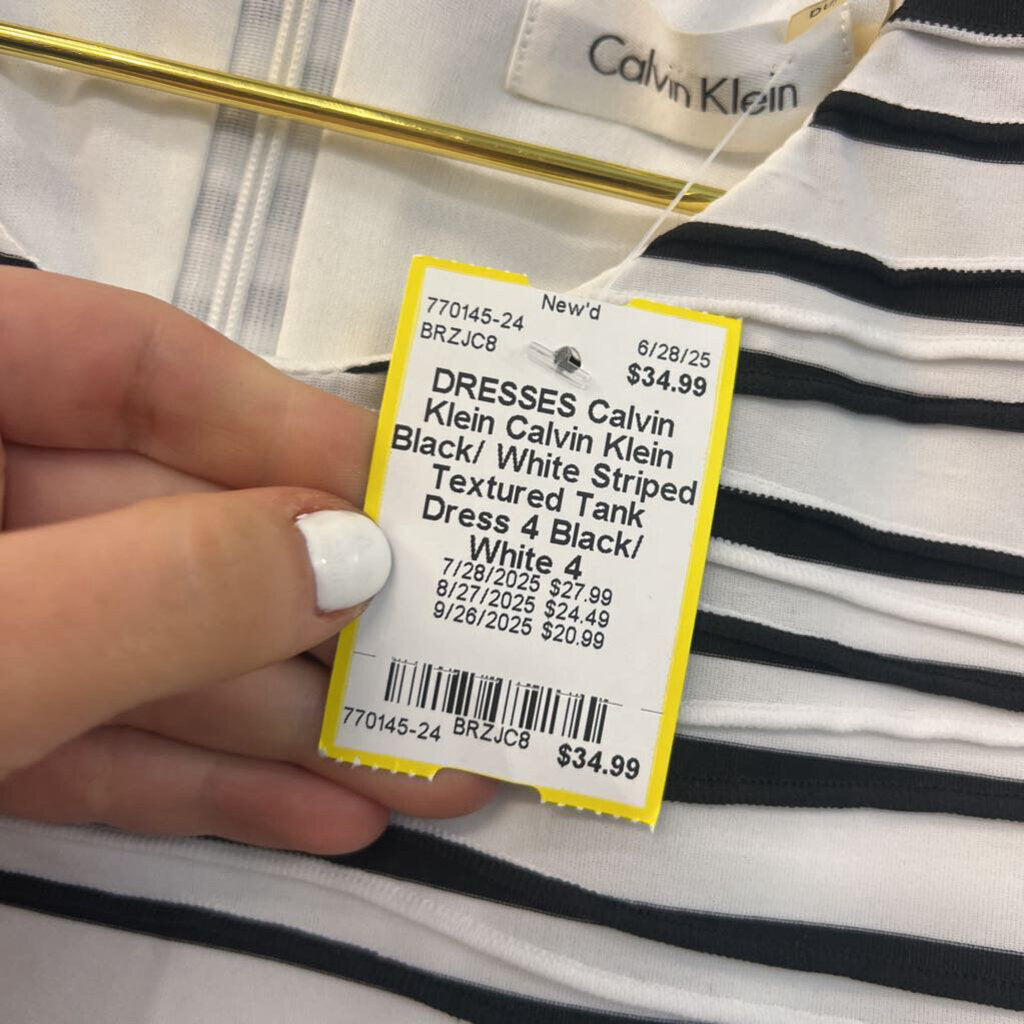 Calvin Klein
New'd
770145-24
BRZJC8
6/28/25
$34.99
DRESSES Calvin
Klein Calvin Klein
Black/ White Striped
Textured Tank
Dress 4 Black/
White 4
7/28/2025 $27.99
8/27/2025 $24.49
9/26/2025 $20.99
770145-24 BRZJC8 $34.99